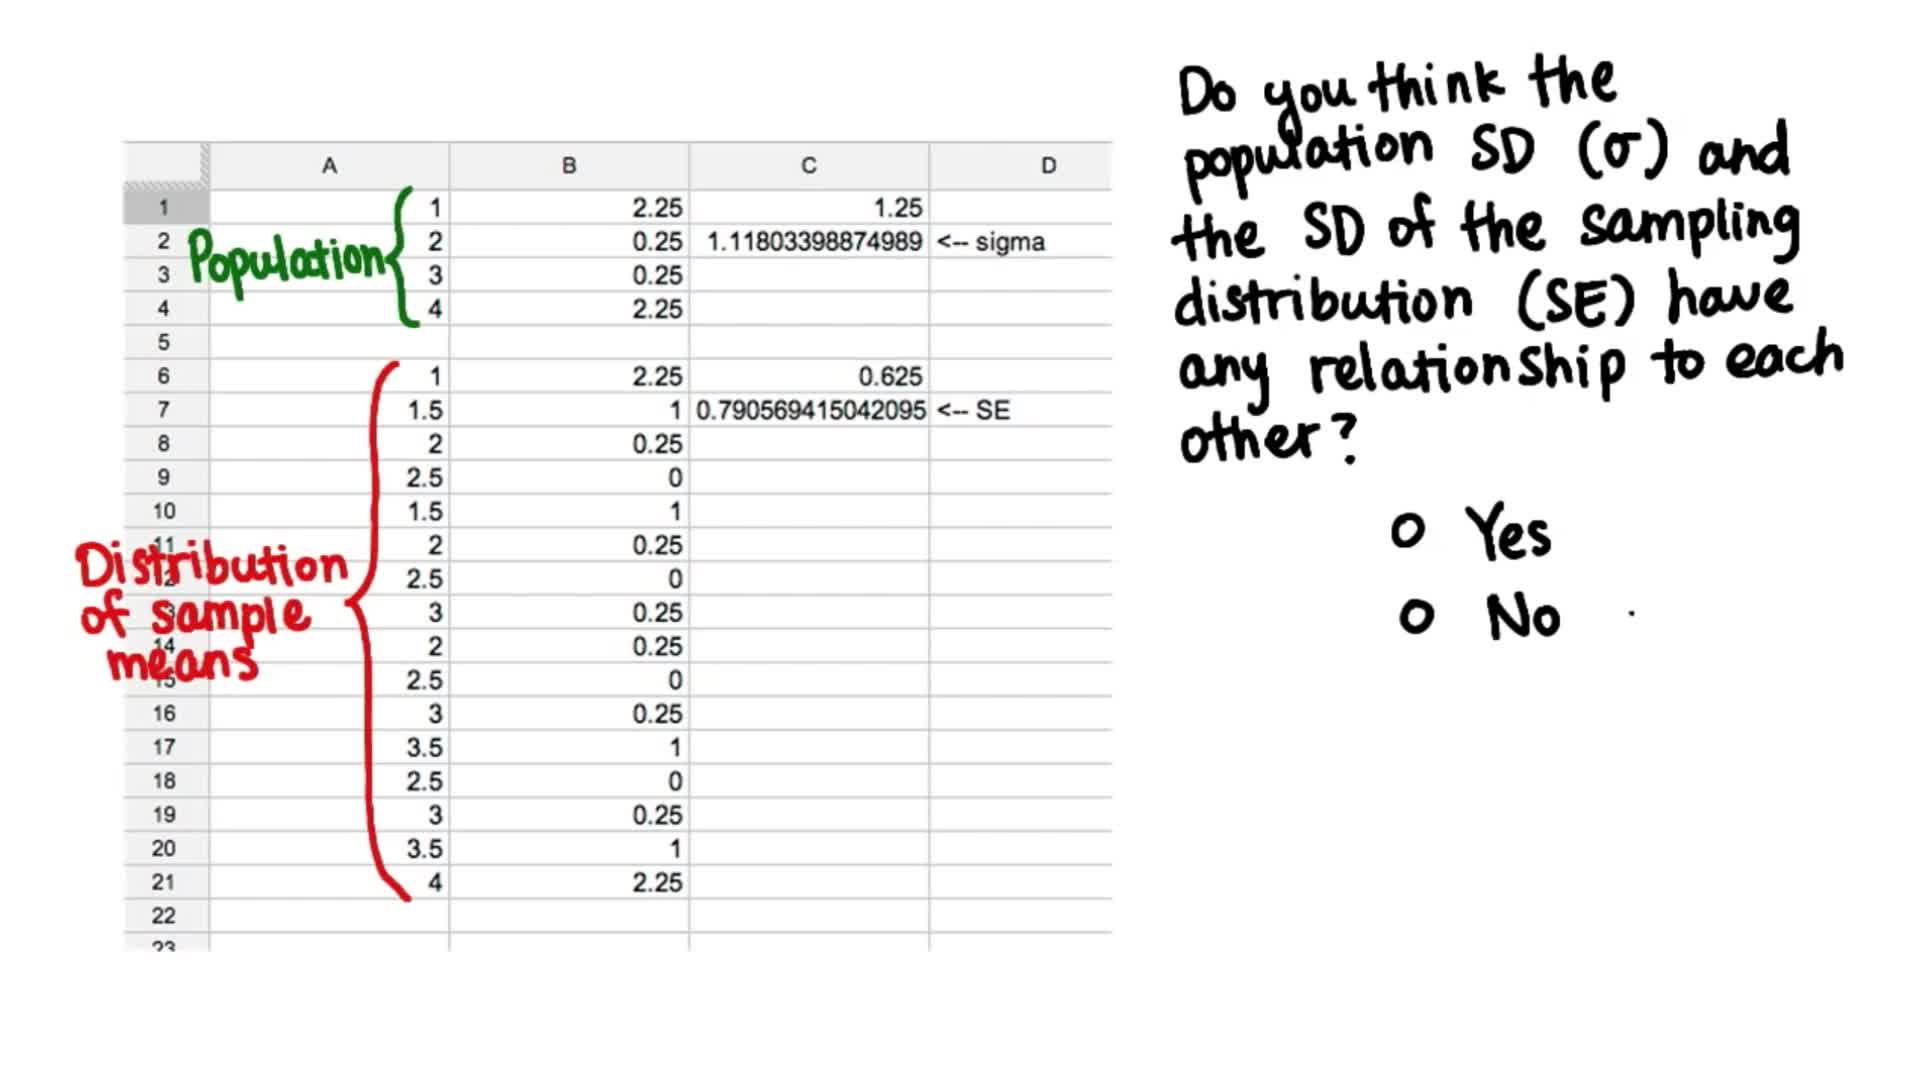 A B C D
1 1 2.25 1.25
2 2 0.25 1.11803398874989 <-- sigma
3 3 0.25
4 4 2.25
Population
5
6 1 2.25 0.625
7 1.5 1 0.790569415042095 <-- SE
8 2 0.25
9 2.5 0
10 1.5 1
11 2 0.25
12 2.5 0
13 3 0.25
14 2 0.25
15 2.5 0
16 3 0.25
17 3.5 1
18 2.5 0
19 3 0.25
20 3.5 1
21 4 2.25
22
23
Distribution
of sample
means
Do you think the
population SD (σ) and
the SD of the sampling
distribution (SE) have
any relationship to each
other?
Yes
No